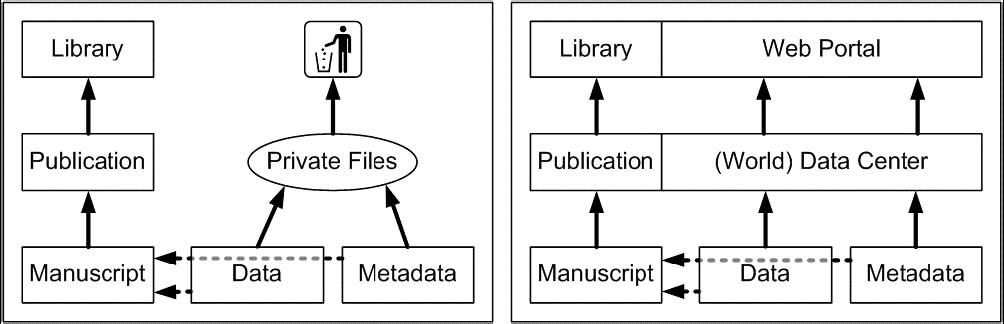 Library
Publication
Private Files
Manuscript
Data
Metadata
Library
Web Portal
Publication
(World) Data Center
Manuscript
Data
Metadata